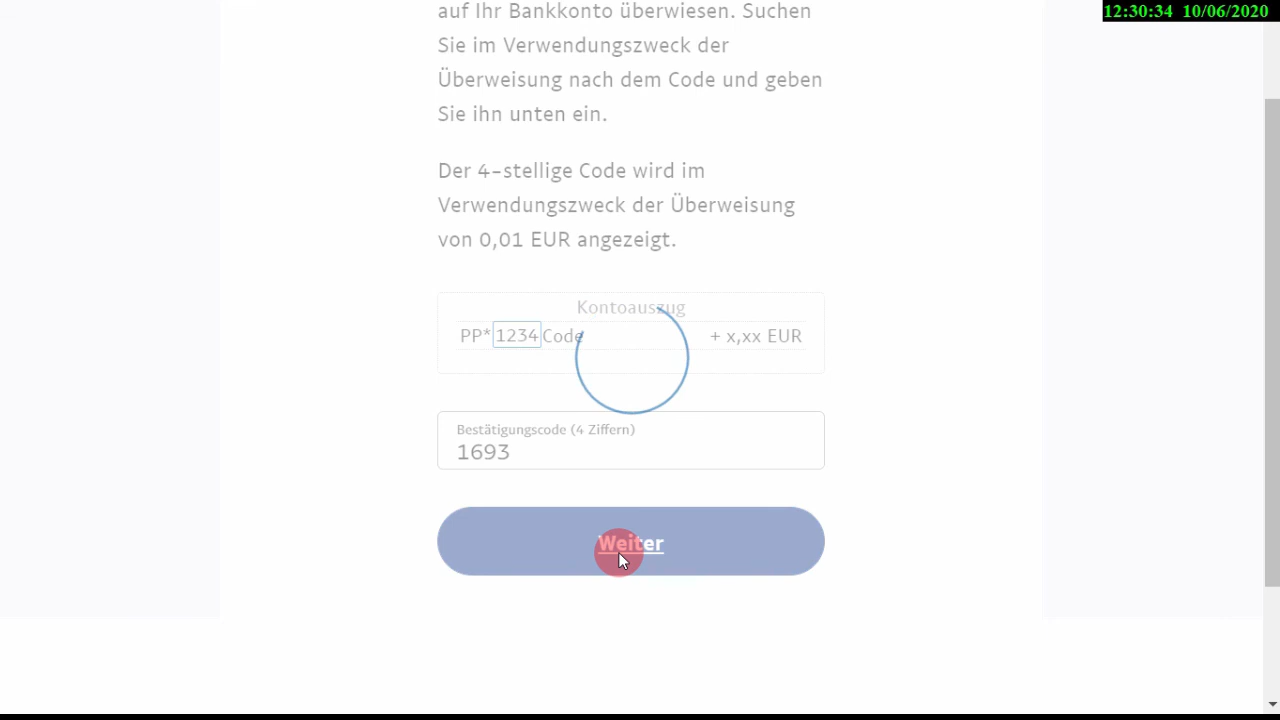 12:30:34 10/06/2020
auf Ihr Bankkonto überwiesen. Suchen
Sie im Verwendungszweck der
Überweisung nach dem Code und geben
Sie ihn unten ein.
Der 4-stellige Code wird im
Verwendungszweck der Überweisung
von 0,01 EUR angezeigt.
Kontoauszug
PP*1234Code + x,xx EUR
Bestätigungscode (4 Ziffern)
1693
Weiter